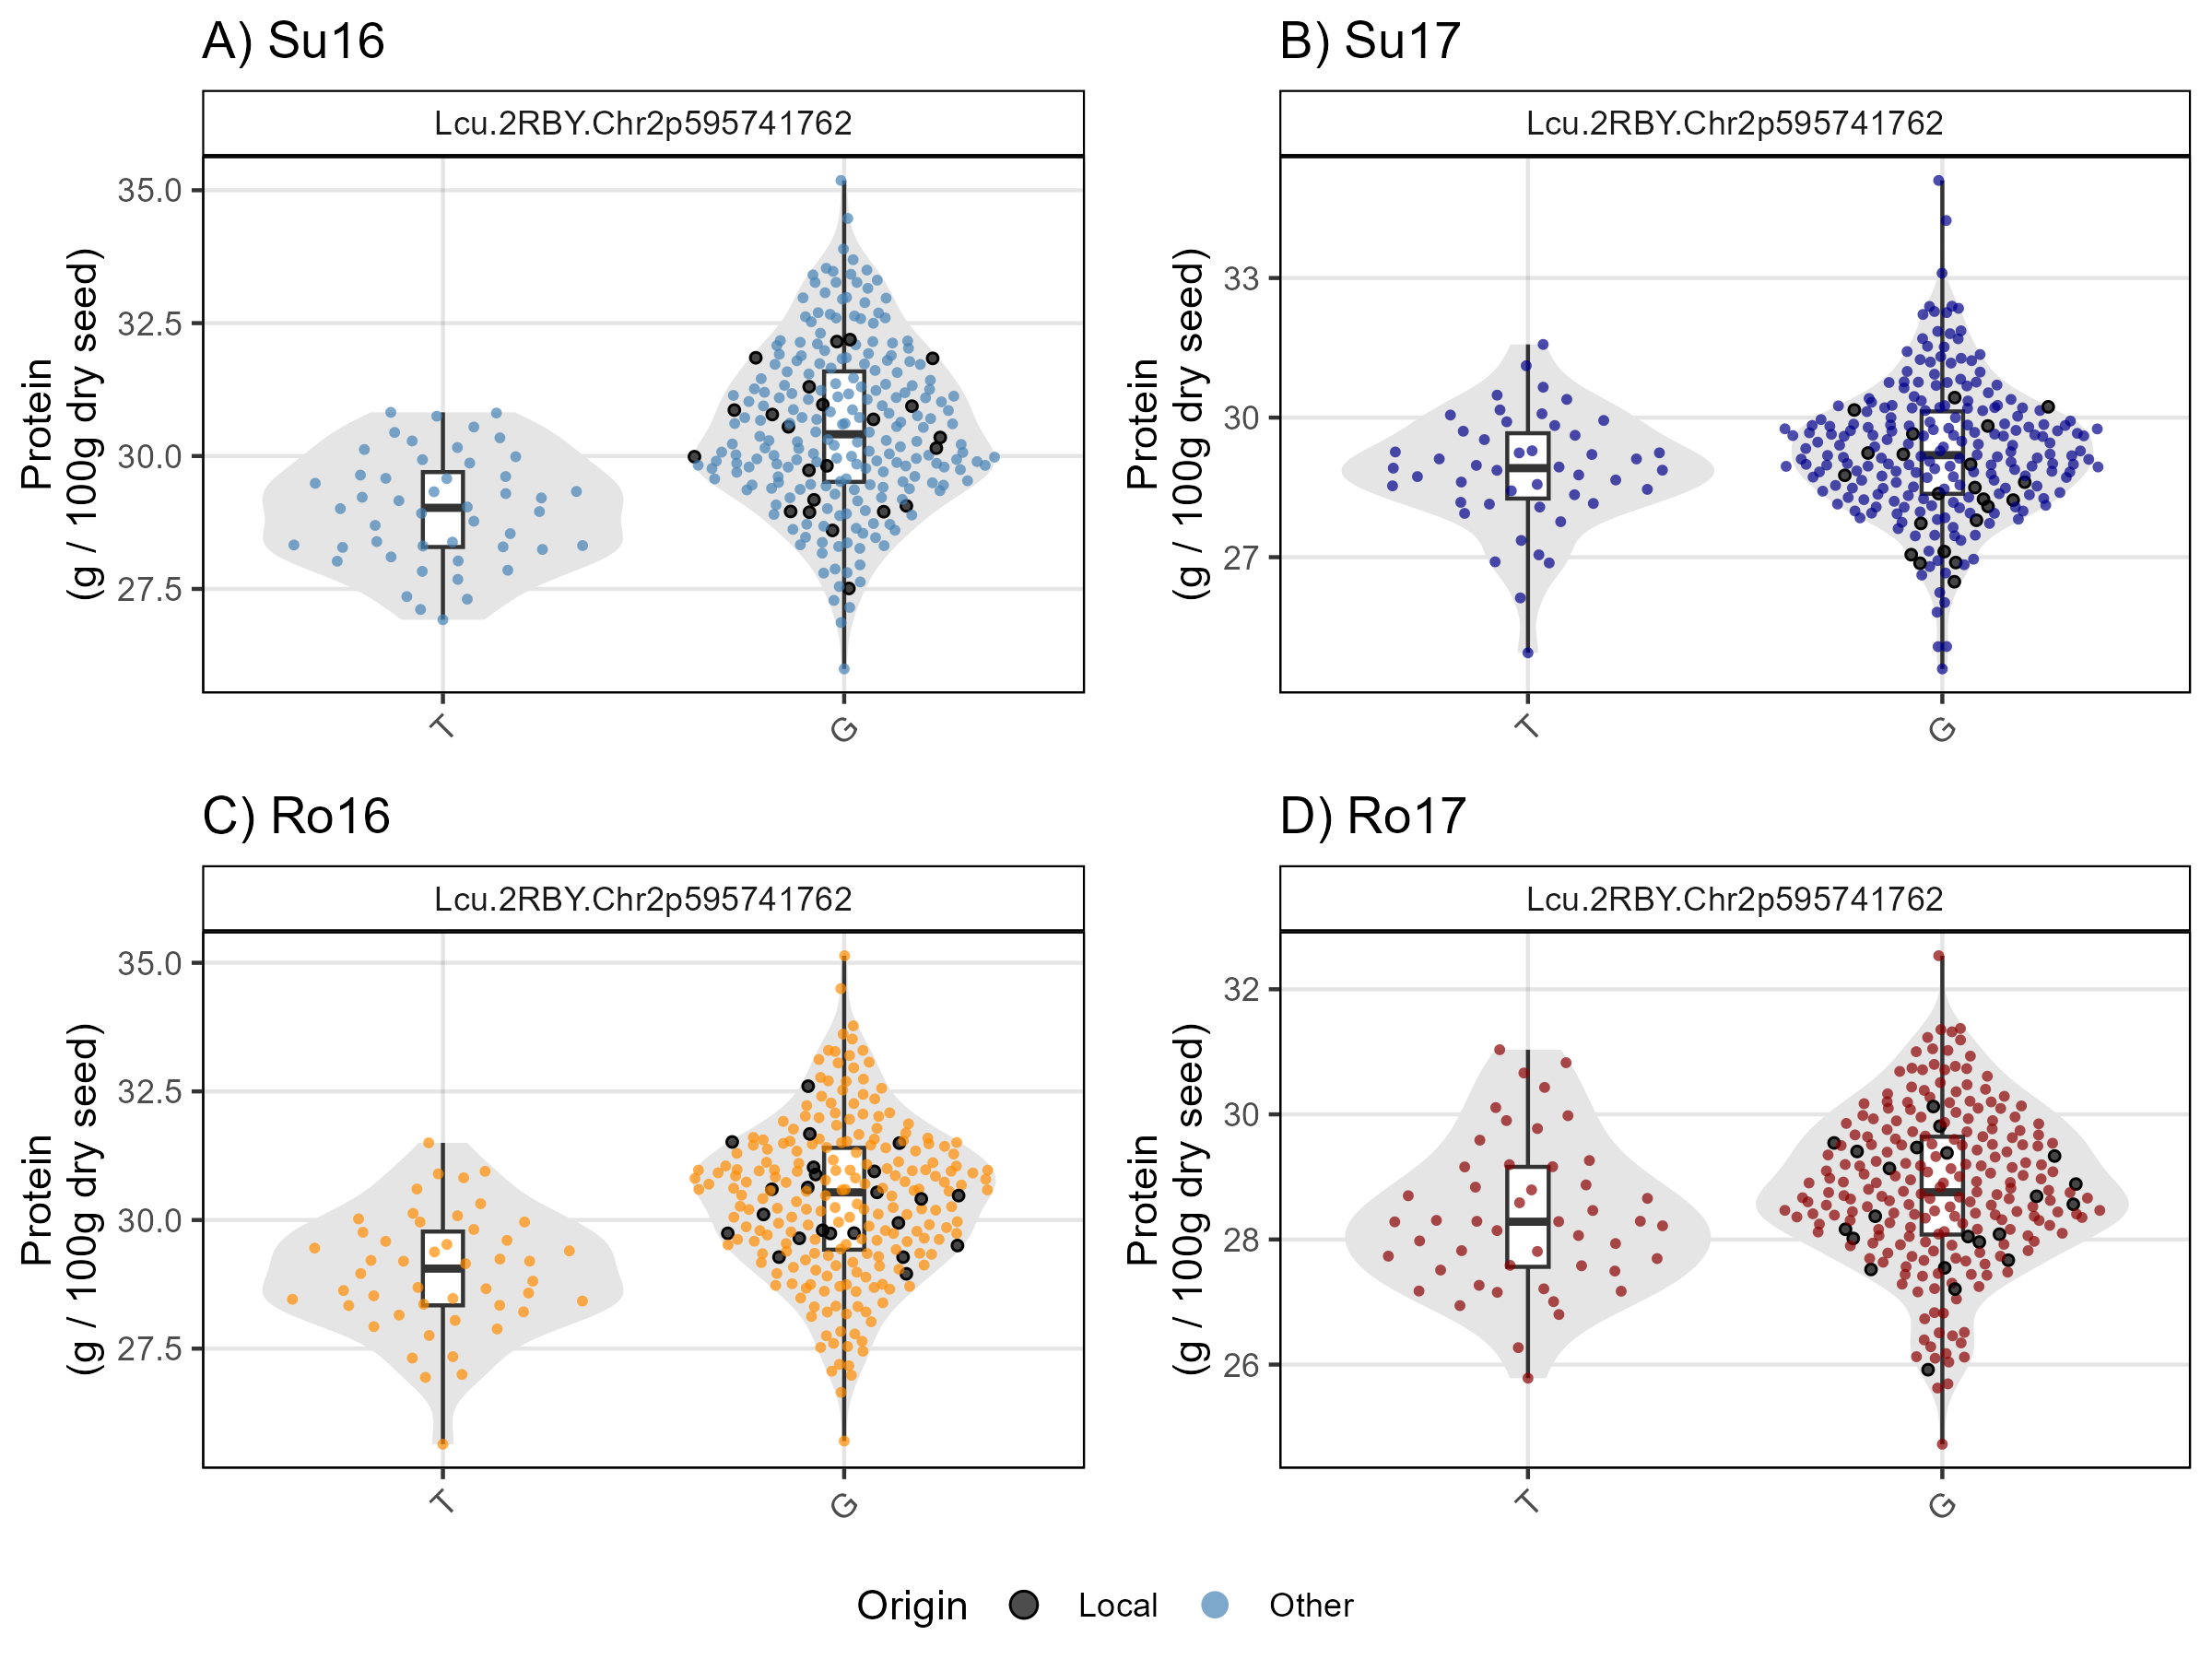 A) Su16
Lcu.2RBY.Chr2p595741762
Protein
(g / 100g dry seed)
35.0
32.5
30.0
27.5
T
G
B) Su17
Lcu.2RBY.Chr2p595741762
Protein
(g / 100g dry seed)
33
30
27
T
G
C) Ro16
Lcu.2RBY.Chr2p595741762
Protein
(g / 100g dry seed)
35.0
32.5
30.0
27.5
T
G
D) Ro17
Lcu.2RBY.Chr2p595741762
Protein
(g / 100g dry seed)
32
30
28
26
T
G
Origin Local Other